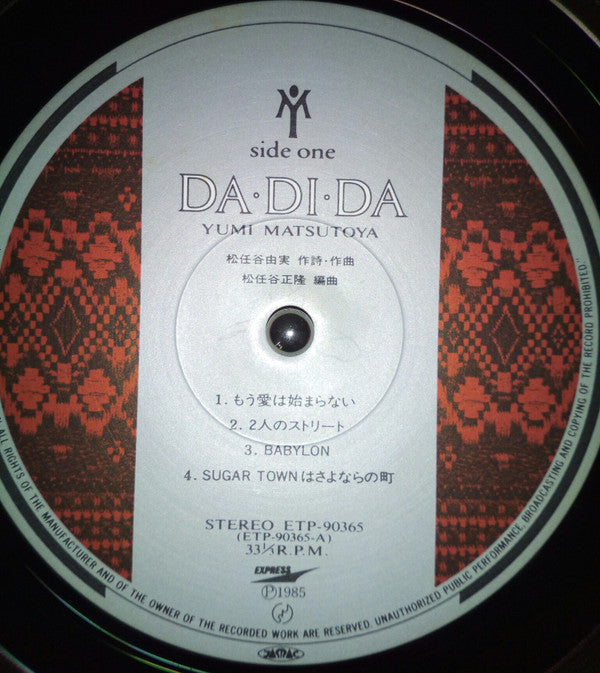 side one
DA·DI·DA
YUMI MATSUTOYA
松任谷由実 作詩·作曲
松任谷正隆 編曲
1. もう愛は始まらない
2. 2人のストリート
3. BABYLON
4. SUGAR TOWNはさよならの町
STEREO ETP-90365
(ETP-90365-A)
33⅓R.P.M.
EXPRESS
Ⓟ1985
JASRAC
ALL RIGHTS OF THE MANUFACTURER AND OF THE OWNER OF THE RECORDED WORK ARE RESERVED. UNAUTHORIZED PUBLIC PERFORMANCE, BROADCASTING AND COPYING OF THE RECORD PROHIBITED."